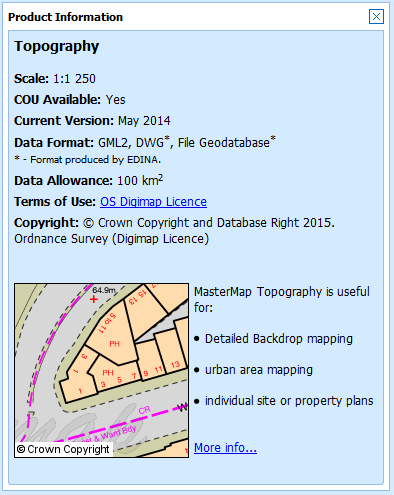 Product Information
Topography
Scale: 1:1 250
COU Available: Yes
Current Version: May 2014
Data Format: GML2, DWG*, File Geodatabase*
* - Format produced by EDINA.
Data Allowance: 100 km²
Terms of Use: OS Digimap Licence
Copyright: © Crown Copyright and Database Right 2015.
Ordnance Survey (Digimap Licence)
64.9m
13 15
5 to 11
PH
3
1
PH
1
3
5
7
9
11
13
CR
W
& Ward Bdy
© Crown Copyright
MasterMap Topography is useful
for:
• Detailed Backdrop mapping
• urban area mapping
• individual site or property plans
More info...